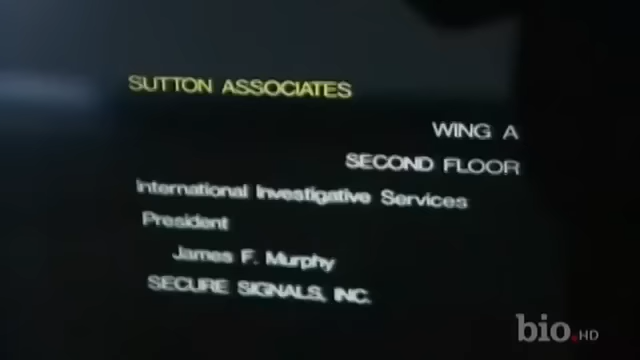 SUTTON ASSOCIATES
WING A
SECOND FLOOR
International Investigative Services
President
James F. Murphy
SECURE SIGNALS, INC.
bio.HD